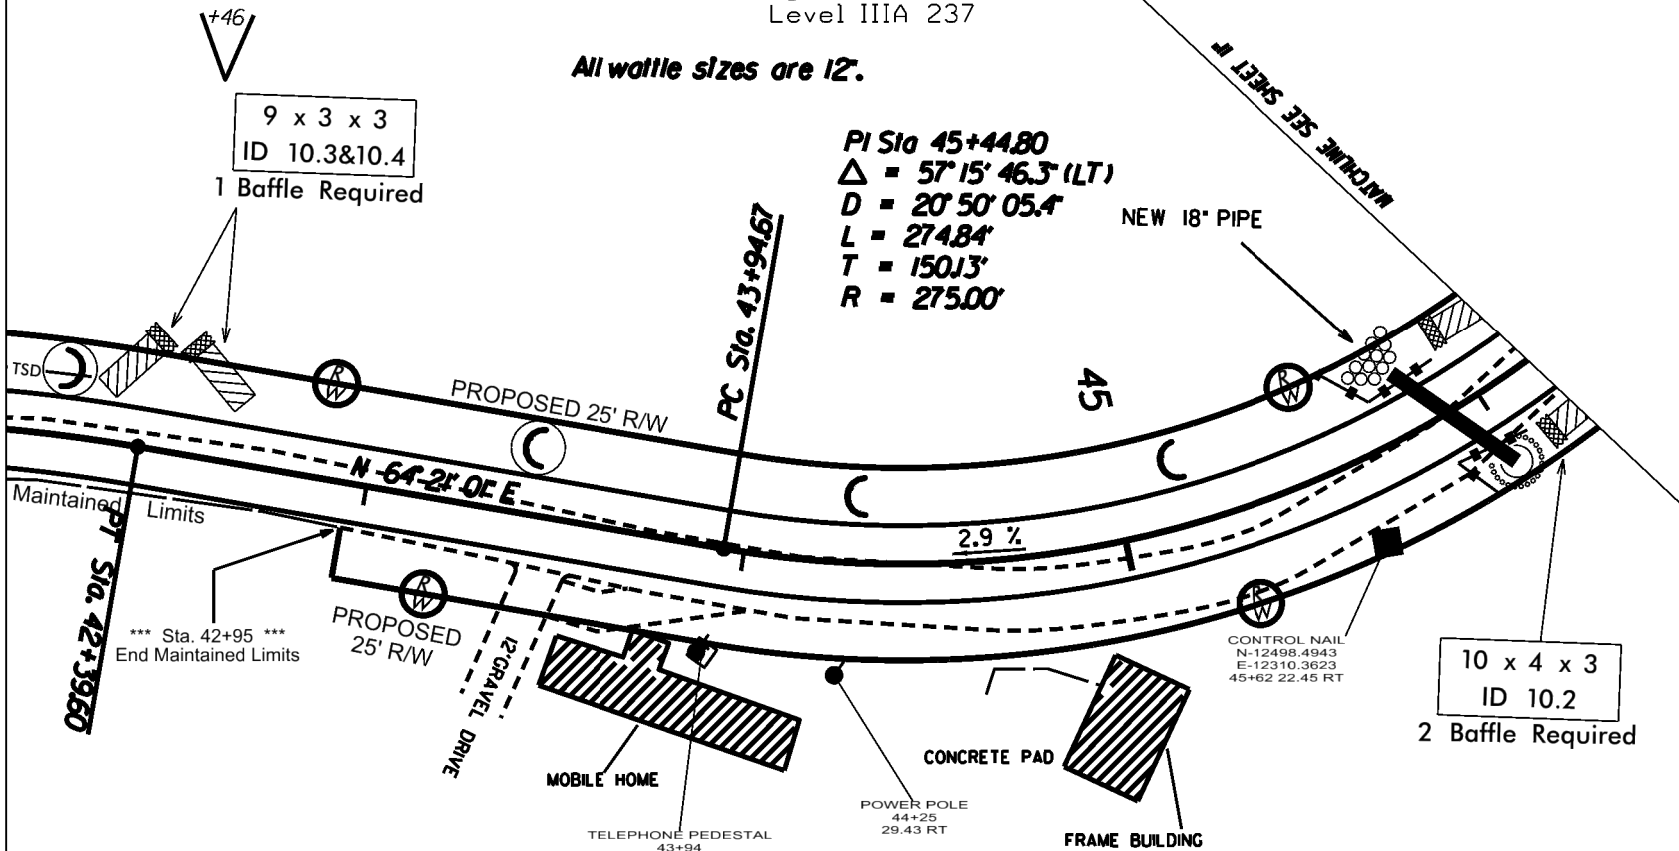 Level IIIA 237
+46
All wattle sizes are 12".
MATCHLINE SEE SHEET 11
9 x 3 x 3
ID 10.3&10.4
1 Baffle Required
PI Sta 45+44.80
Δ = 57° 15' 46.3" (LT)
D = 20° 50' 05.4"
L = 274.84'
T = 150.13'
R = 275.00'
NEW 18" PIPE
PC Sta. 43+94.67
TSD
R/W
PROPOSED 25' R/W
45
R/W
N 64° 21' 01" E
Maintained Limits
PT Sta. 42+39.60
2.9 %
*** Sta. 42+95 ***
End Maintained Limits
R/W
PROPOSED
25' R/W
12' GRAVEL DRIVE
R/W
CONTROL NAIL
N-12498.4943
E-12310.3623
45+62 22.45 RT
10 x 4 x 3
ID 10.2
2 Baffle Required
MOBILE HOME
CONCRETE PAD
POWER POLE
44+25
29.43 RT
TELEPHONE PEDESTAL
43+94
FRAME BUILDING